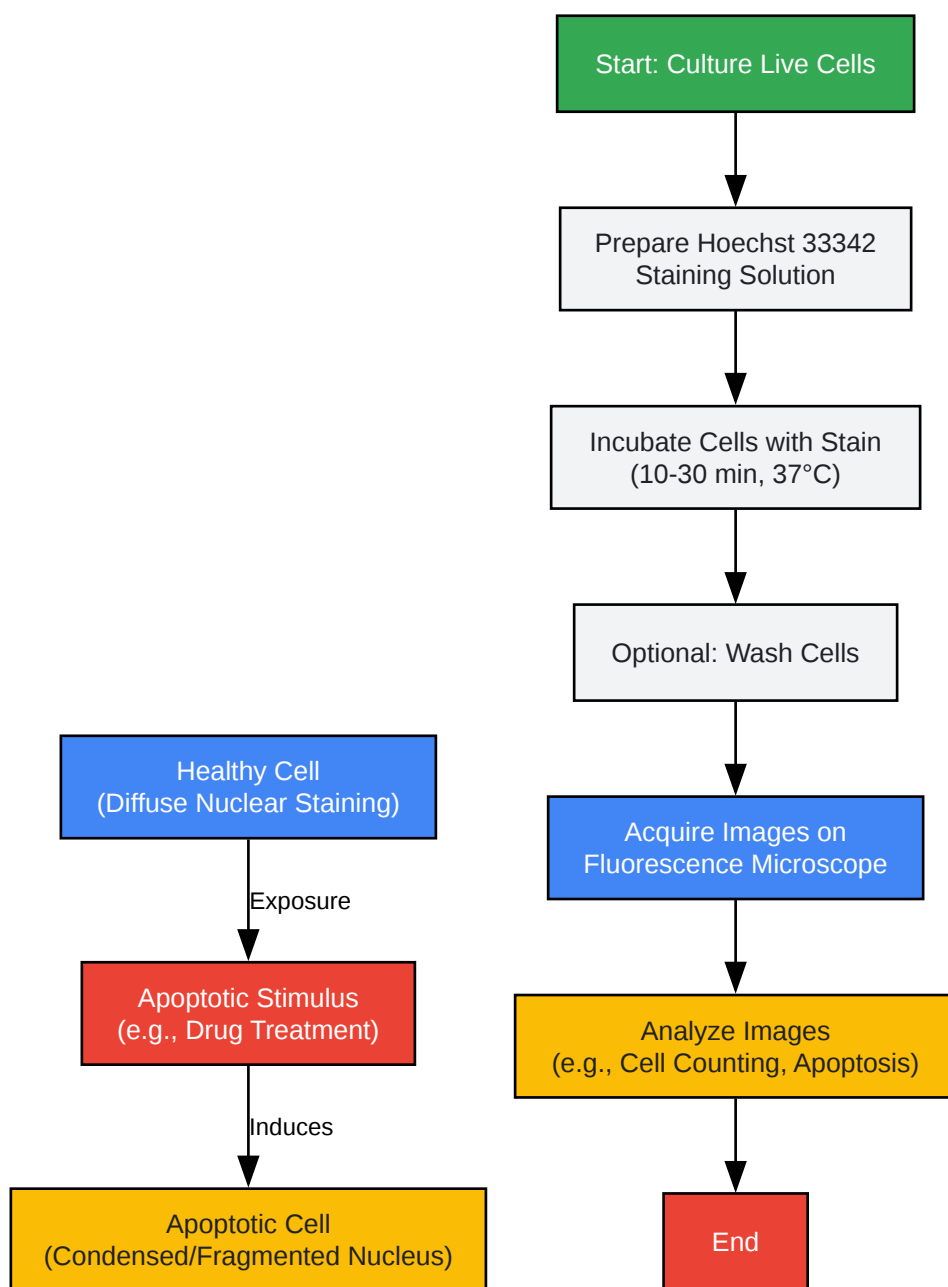 Start: Culture Live Cells
Prepare Hoechst 33342
Staining Solution
Incubate Cells with Stain
(10-30 min, 37°C)
Optional: Wash Cells
Acquire Images on
Fluorescence Microscope
Analyze Images
(e.g., Cell Counting, Apoptosis)
End
Healthy Cell
(Diffuse Nuclear Staining)
Exposure
Apoptotic Stimulus
(e.g., Drug Treatment)
Induces
Apoptotic Cell
(Condensed/Fragmented Nucleus)